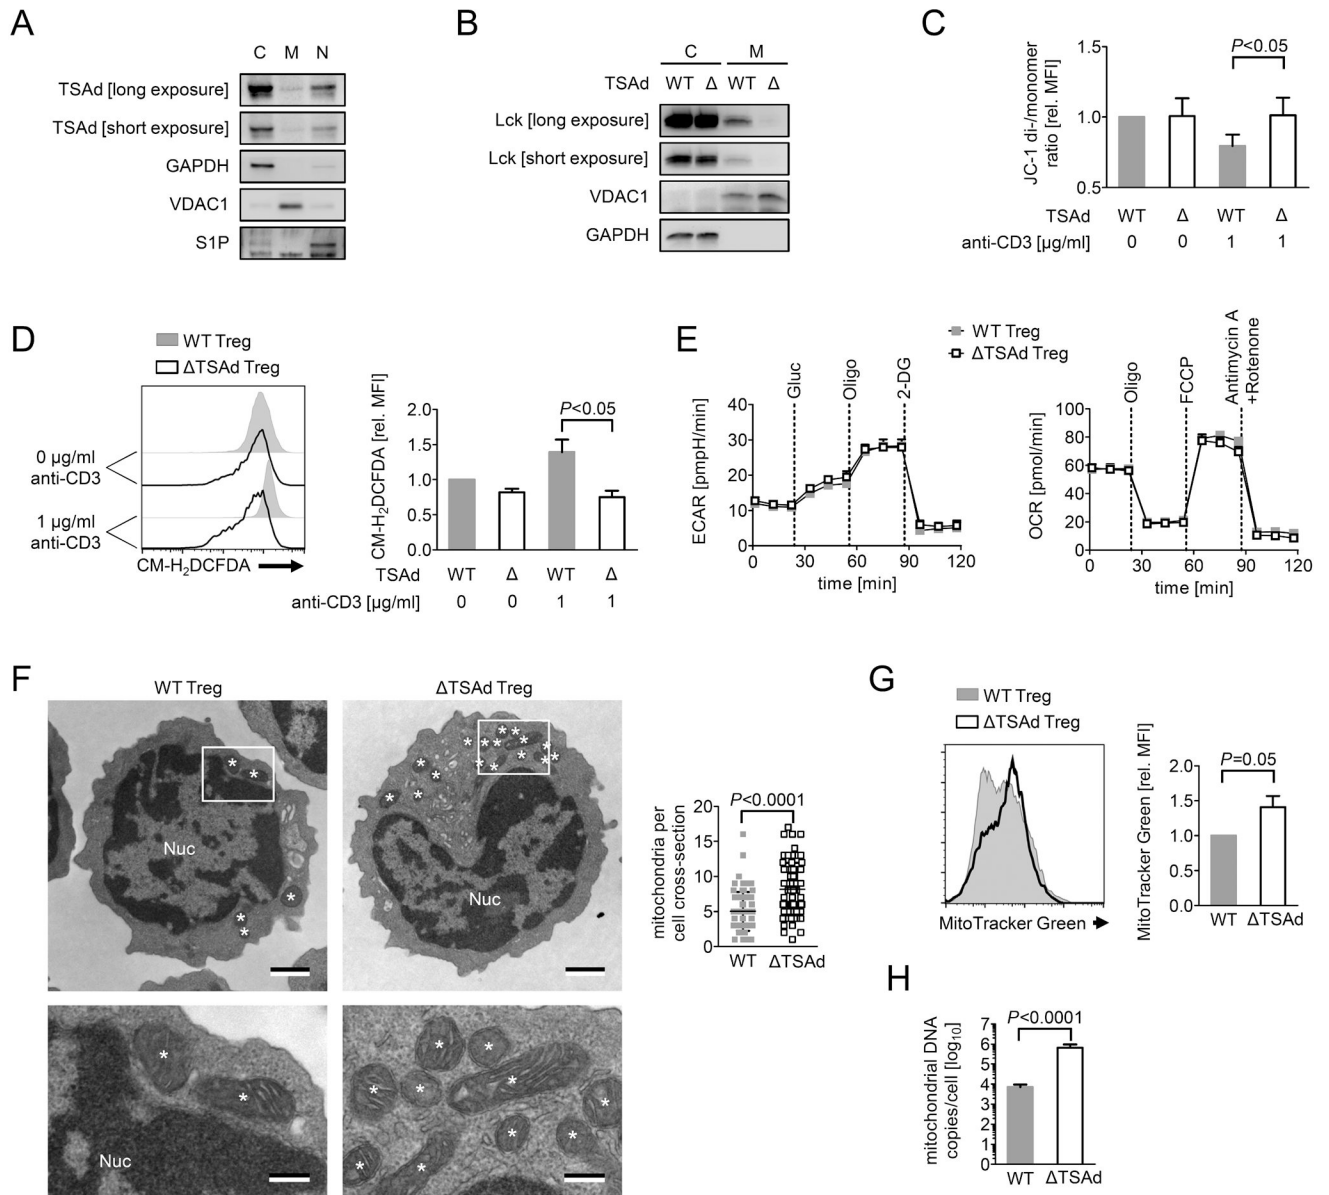 A
C M N
TSAd [long exposure]
TSAd [short exposure]
GAPDH
VDAC1
S1P
B
C M
TSAd WT Δ WT Δ
Lck [long exposure]
Lck [short exposure]
VDAC1
GAPDH
C
P<0.05
JC-1 di-/monomer
ratio [rel. MFI]
1.5
1.0
0.5
TSAd WT Δ WT Δ
anti-CD3 [µg/ml] 0 0 1 1
D
WT Treg
ΔTSAd Treg
0 µg/ml
anti-CD3
1 µg/ml
anti-CD3
CM-H2DCFDA
CM-H2DCFDA [rel. MFI]
2.0
1.5
1.0
0.5
0.0
P<0.05
TSAd WT Δ WT Δ
anti-CD3 [µg/ml] 0 0 1 1
E
WT Treg
ΔTSAd Treg
Gluc
Oligo
2-DG
ECAR [pmpH/min]
40
30
20
10
0
0 30 60 90 120
time [min]
Oligo
FCCP
Antimycin A
+Rotenone
OCR [pmol/min]
100
80
60
40
20
0
0 30 60 90 120
time [min]
F
WT Treg
ΔTSAd Treg
* *
Nuc
*
*
*
* *
* * * *
* * * *
* *
* *
* *
Nuc
mitochondria per
cell cross-section
20
15
10
5
0
P<0.0001
WT ΔTSAd
*
*
Nuc
* *
*
* * *
* *
* *
G
WT Treg
ΔTSAd Treg
MitoTracker Green
MitoTracker Green [rel. MFI]
2.0
1.5
1.0
0.5
0.0
P=0.05
WT ΔTSAd
H
mitochondrial DNA
copies/cell [log10]
7
6
5
4
3
2
1
0
P<0.0001
WT ΔTSAd